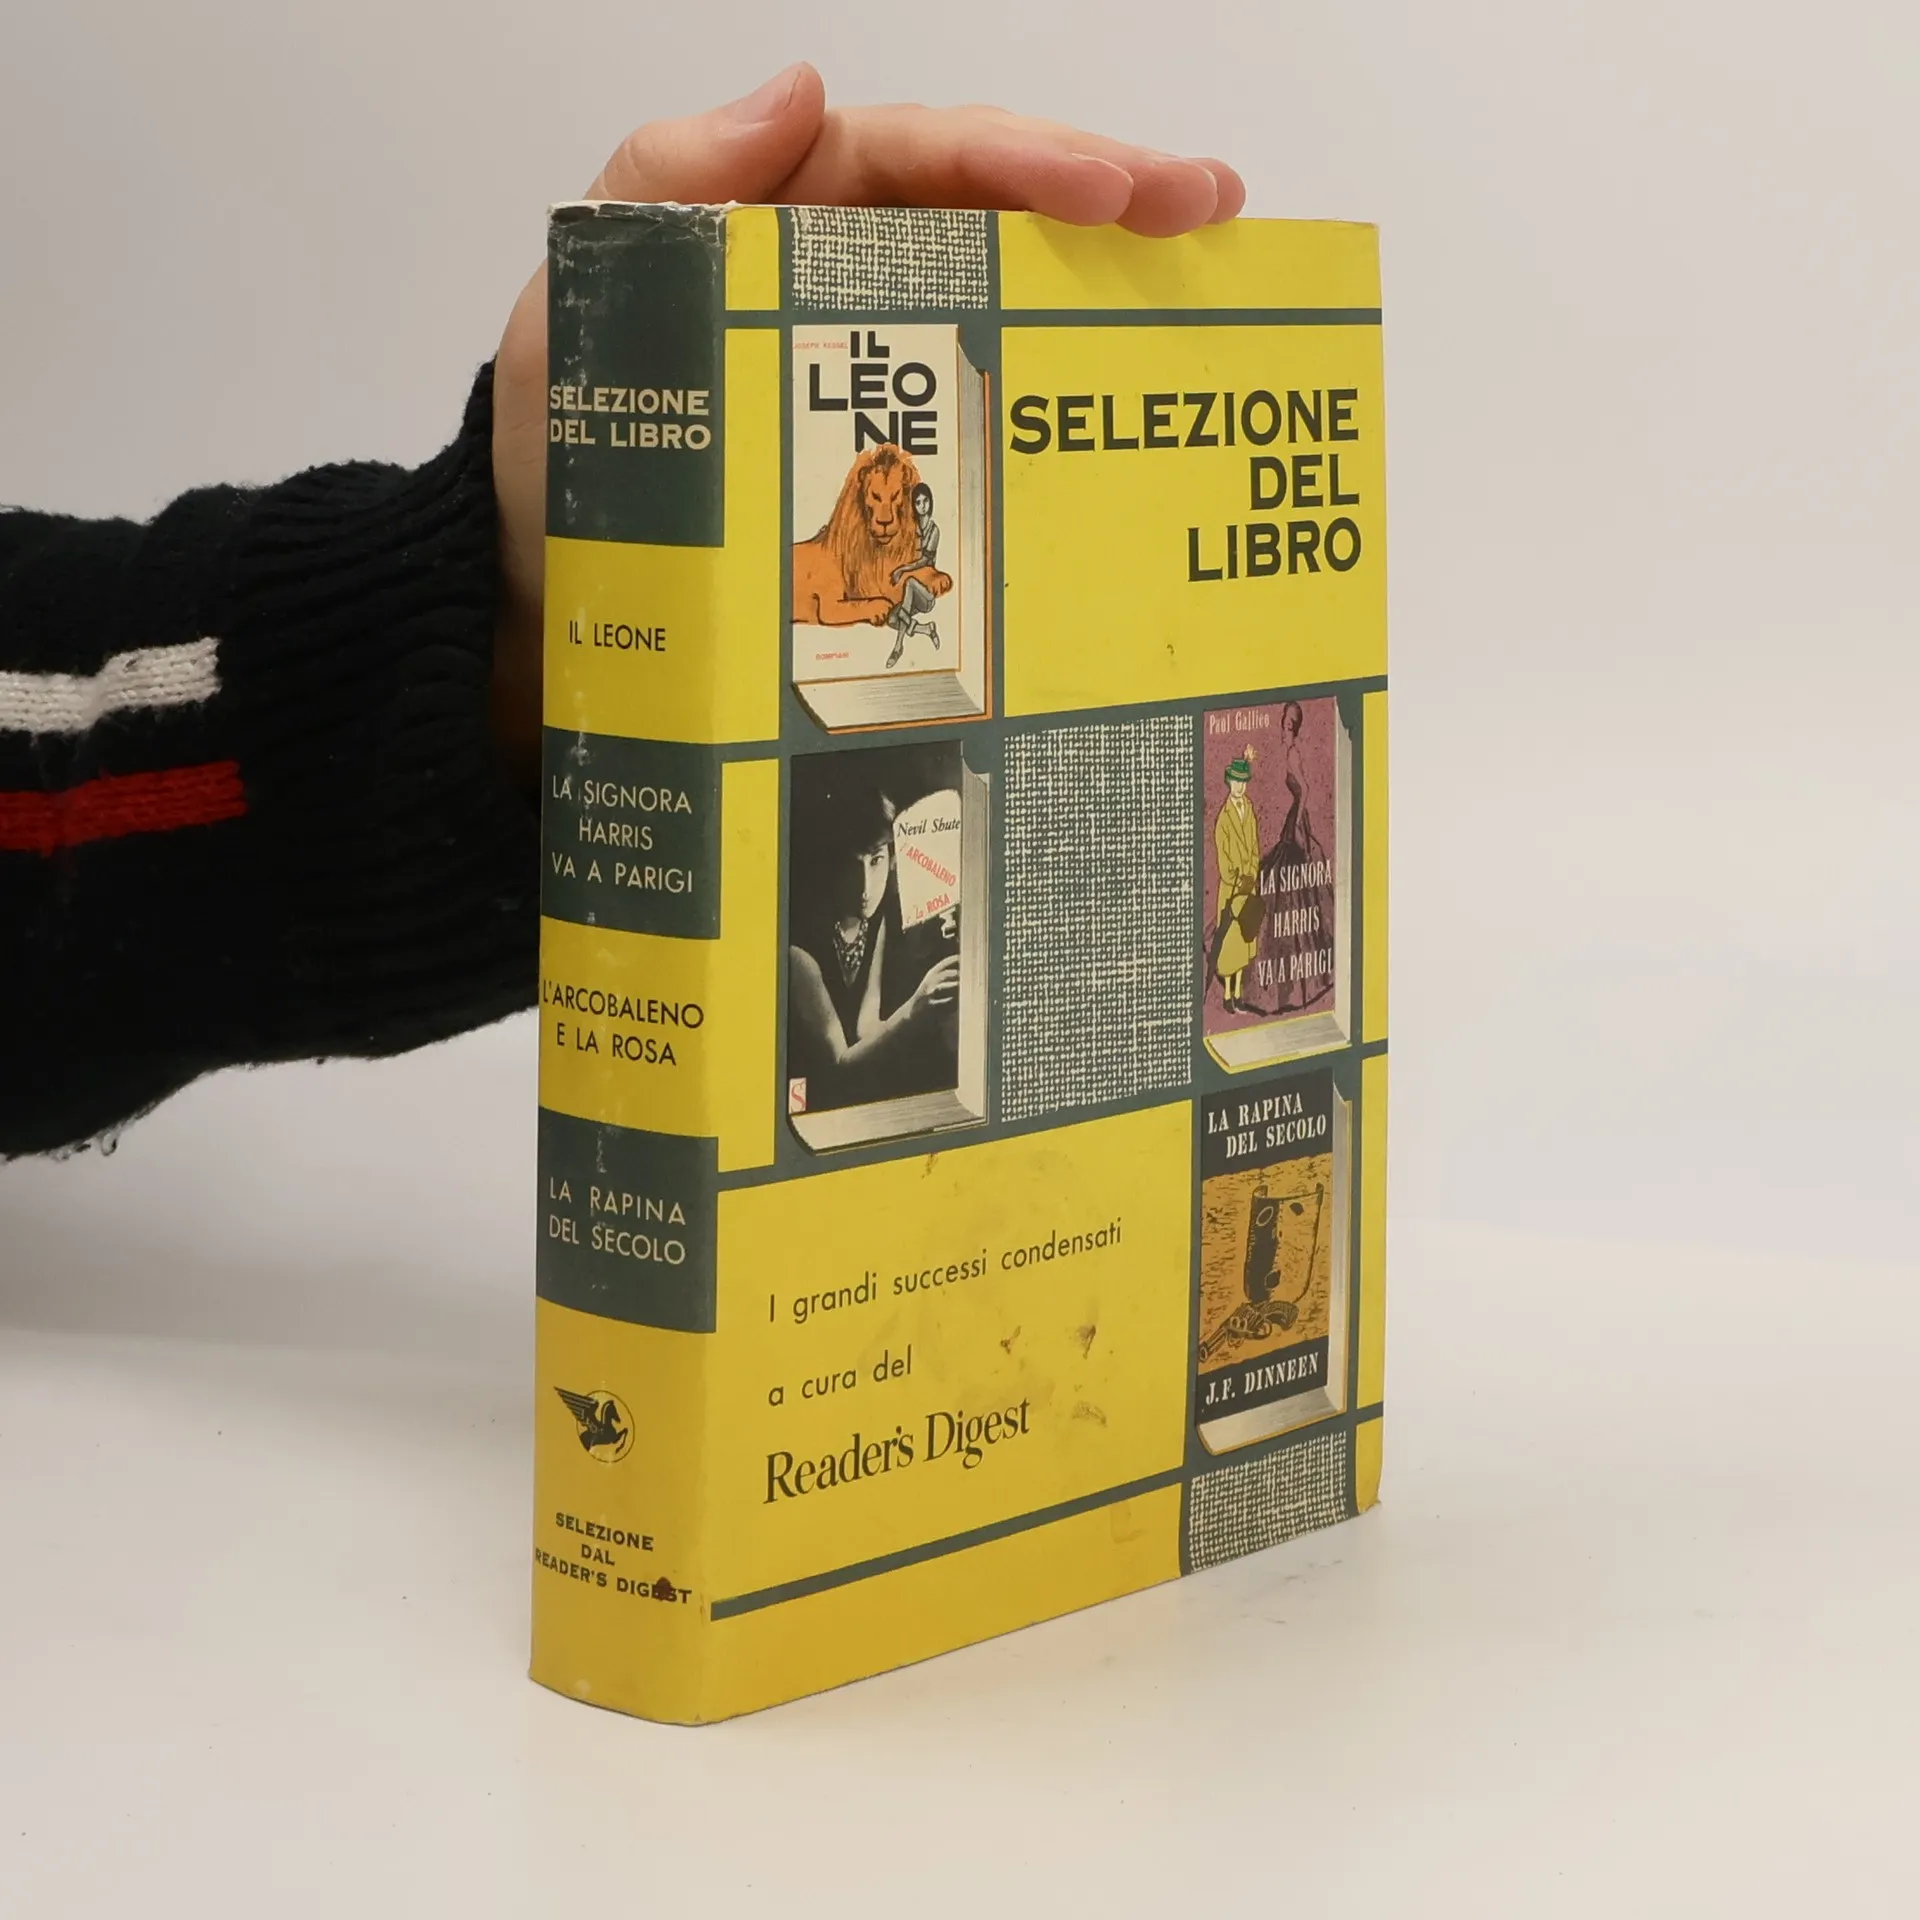 SELEZIONE
DEL LIBRO
IL LEONE
LA SIGNORA
HARRIS
VA A PARIGI
L'ARCOBALENO
E LA ROSA
LA RAPINA
DEL SECOLO
SELEZIONE
DAL
READER'S DIGEST
JOSEPH KESSEL
IL
LEO
NE
SELEZIONE
DEL
LIBRO
Nevil Shute
L'ARCOBALENO
e la ROSA
S
Paul Gallico
LA SIGNORA
HARRIS
VA A PARIGI
LA RAPINA
DEL SECOLO
J.F. DINNEEN
I grandi successi condensati
a cura del
Reader's Digest